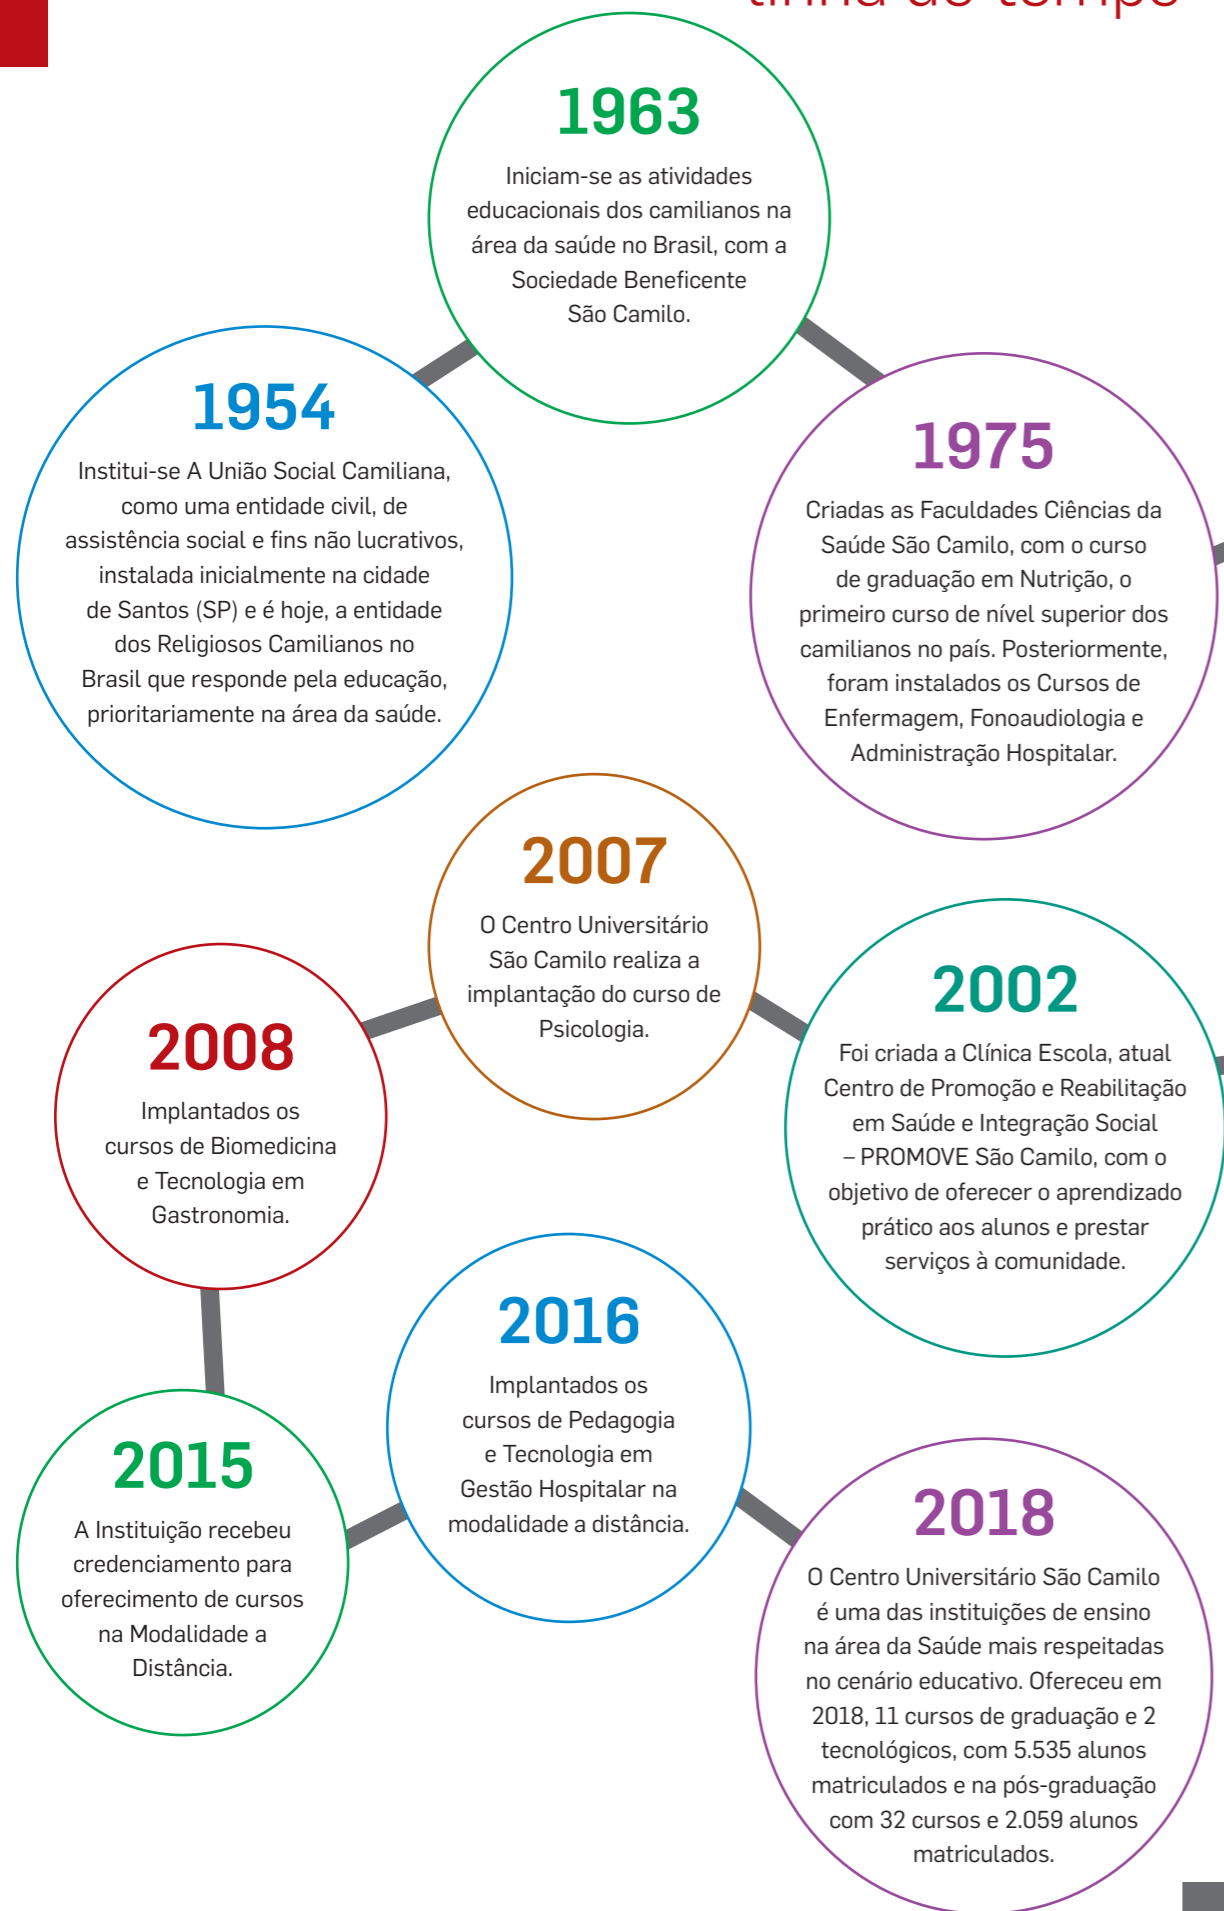 1963
Iniciam-se as atividades
educacionais dos camilianos na
área da saúde no Brasil, com a
Sociedade Beneficente
São Camilo.
1954
Institui-se A União Social Camiliana,
como uma entidade civil, de
assistência social e fins não lucrativos,
instalada inicialmente na cidade
de Santos (SP) e é hoje, a entidade
dos Religiosos Camilianos no
Brasil que responde pela educação,
prioritariamente na área da saúde.
1975
Criadas as Faculdades Ciências da
Saúde São Camilo, com o curso
de graduação em Nutrição, o
primeiro curso de nível superior dos
camilianos no país. Posteriormente,
foram instalados os Cursos de
Enfermagem, Fonoaudiologia e
Administração Hospitalar.
2007
O Centro Universitário
São Camilo realiza a
implantação do curso de
Psicologia.
2002
Foi criada a Clínica Escola, atual
Centro de Promoção e Reabilitação
em Saúde e Integração Social
– PROMOVE São Camilo, com o
objetivo de oferecer o aprendizado
prático aos alunos e prestar
serviços à comunidade.
2008
Implantados os
cursos de Biomedicina
e Tecnologia em
Gastronomia.
2016
Implantados os
cursos de Pedagogia
e Tecnologia em
Gestão Hospitalar na
modalidade a distância.
2015
A Instituição recebeu
credenciamento para
oferecimento de cursos
na Modalidade a
Distância.
2018
O Centro Universitário São Camilo
é uma das instituições de ensino
na área da Saúde mais respeitadas
no cenário educativo. Ofereceu em
2018, 11 cursos de graduação e 2
tecnológicos, com 5.535 alunos
matriculados e na pós-graduação
com 32 cursos e 2.059 alunos
matriculados.